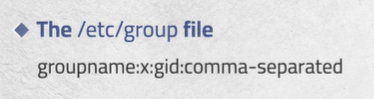 The /etc/group file
groupname:x:gid:comma-separated